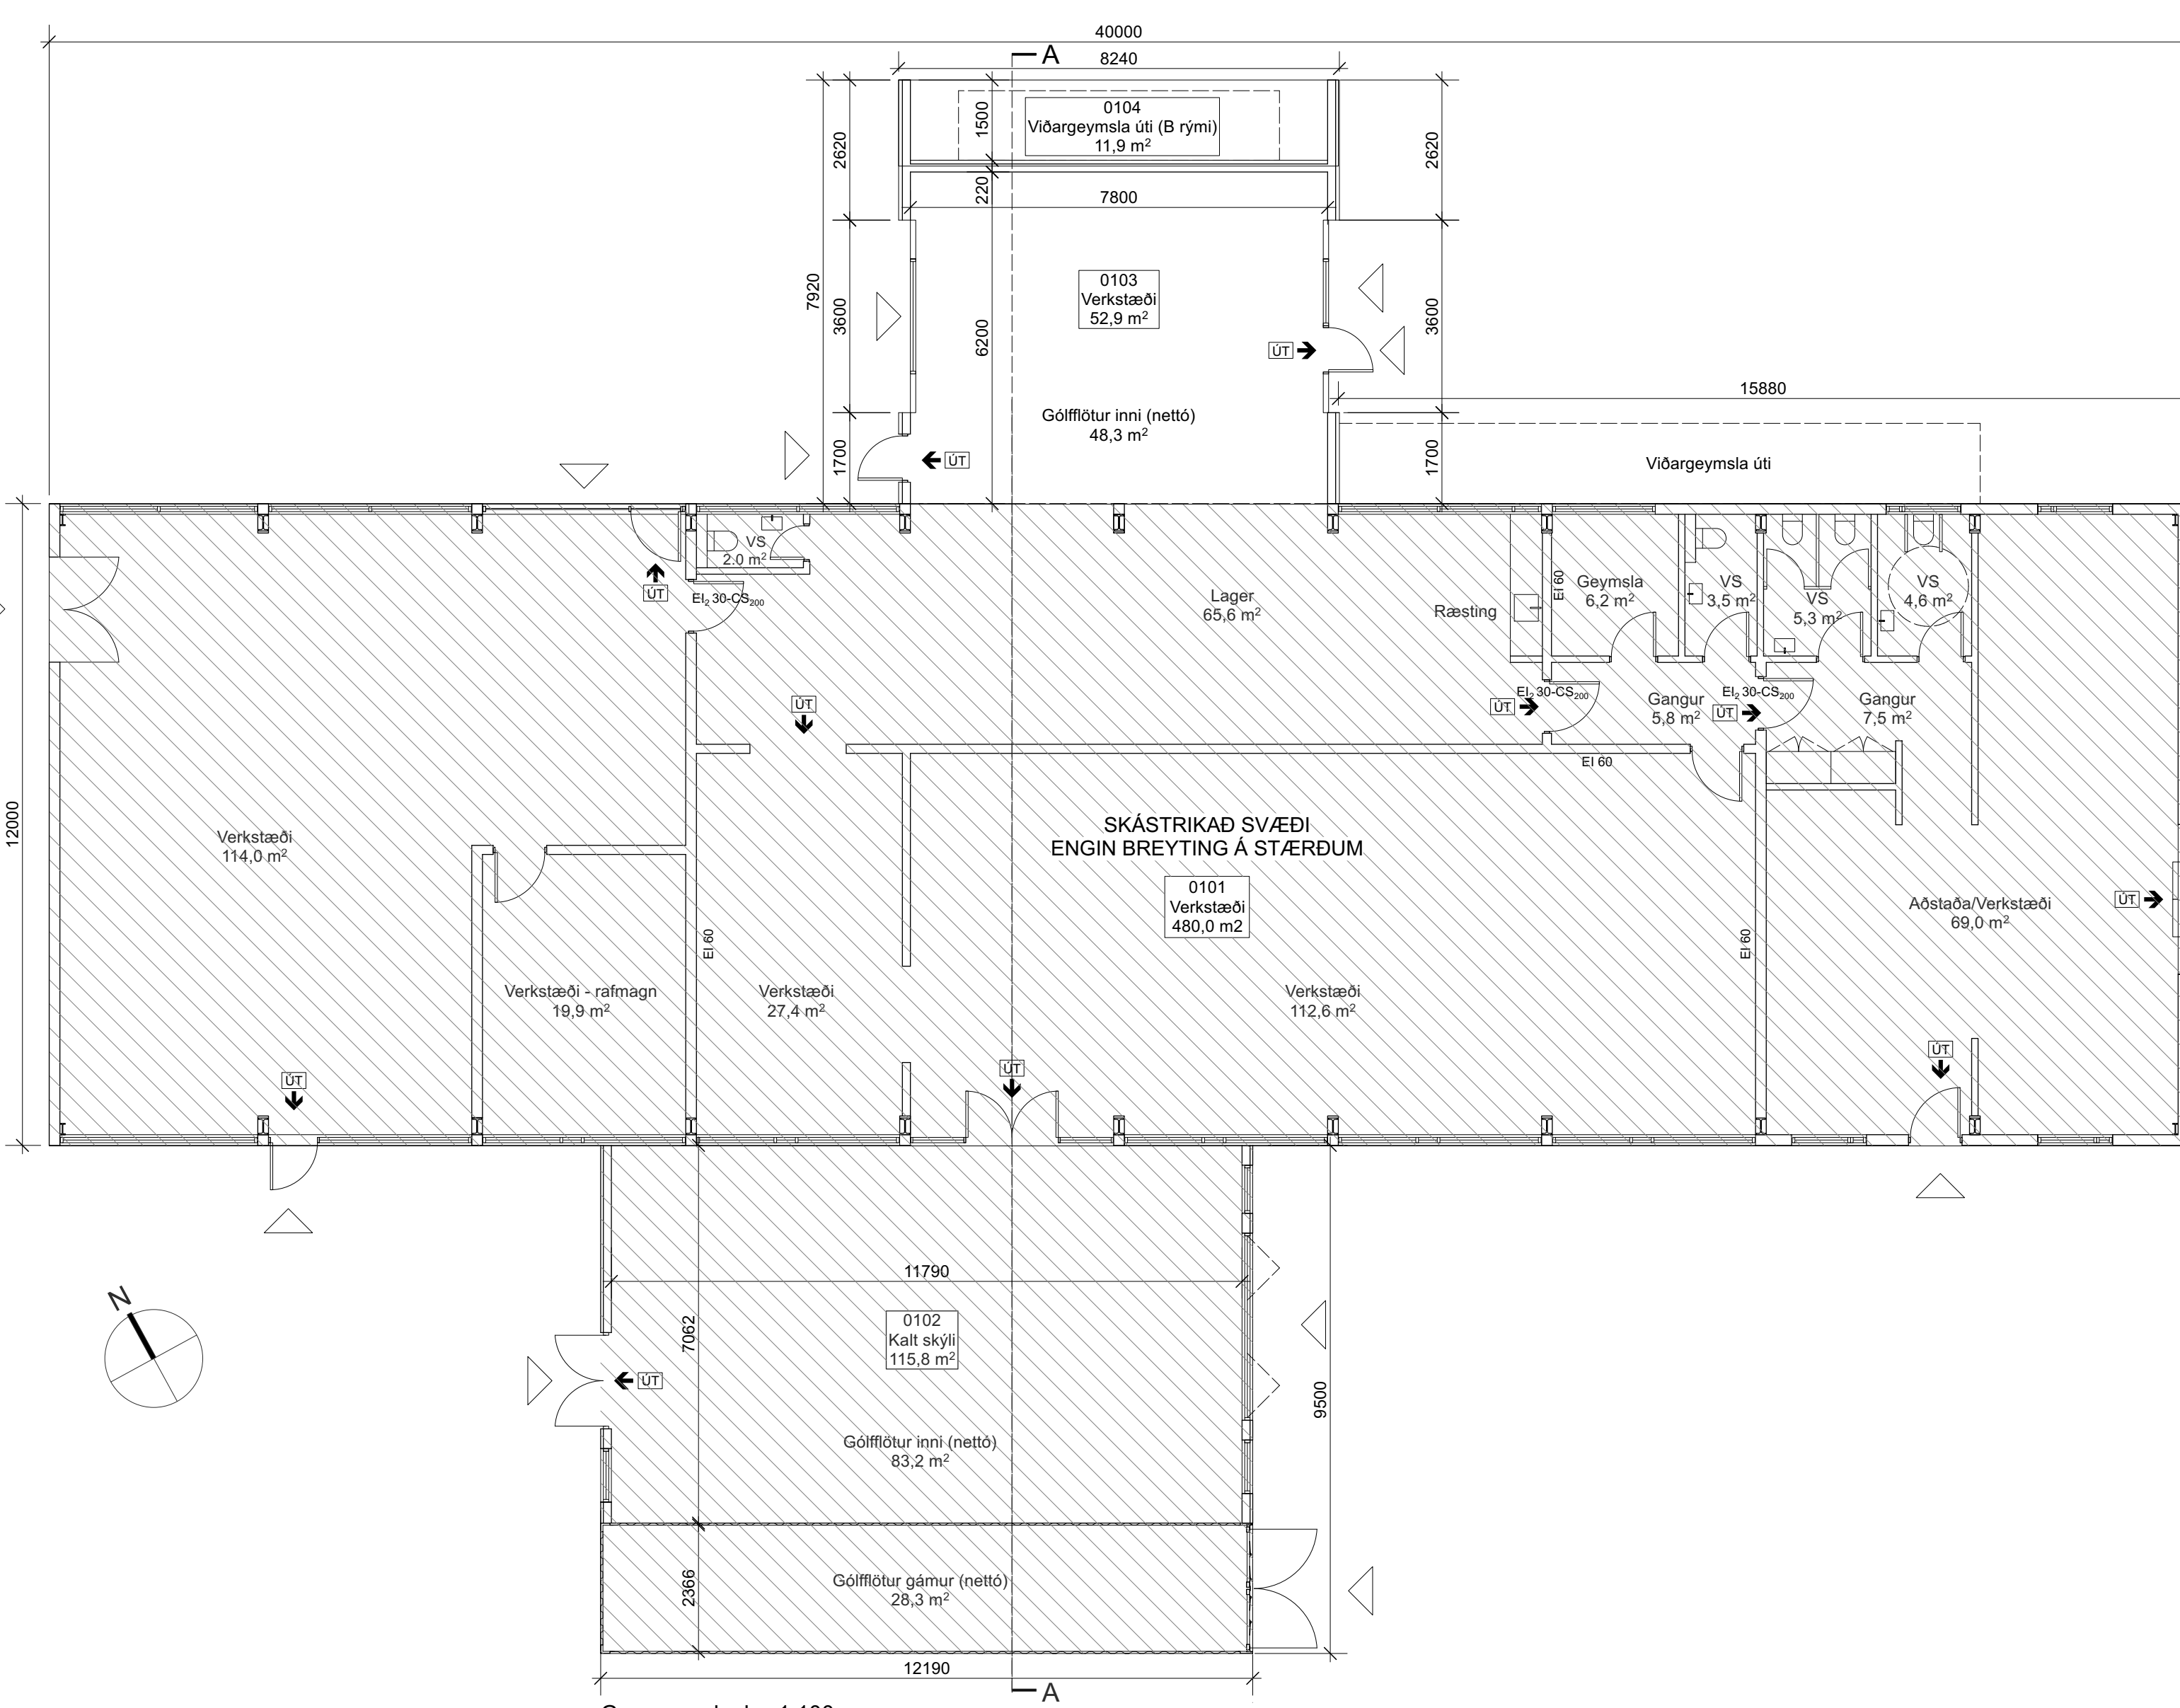 40000
A
8240
0104
Viðargeymsla úti (B rými)
11,9 m²
1500
2620
2620
220
7800
0103
Verkstæði
52,9 m²
7920
3600
6200
3600
ÚT
15880
Gólfflötur inni (nettó)
48,3 m²
1700
ÚT
1700
Viðargeymsla úti
VS
2.0 m²
ÚT
EI₂ 30-CS₂₀₀
Lager
65,6 m²
Ræsting
EI 60
Geymsla
6,2 m²
VS
3,5 m²
VS
5,3 m²
VS
4,6 m²
ÚT
EI₂ 30-CS₂₀₀
ÚT
Gangur
5,8 m²
EI₂ 30-CS₂₀₀
ÚT
Gangur
7,5 m²
EI 60
12000
Verkstæði
114,0 m²
SKÁSTRIKAÐ SVÆÐI
ENGIN BREYTING Á STÆRÐUM
0101
Verkstæði
480,0 m2
Aðstaða/Verkstæði
69,0 m²
ÚT
EI 60
EI 60
Verkstæði - rafmagn
19,9 m²
Verkstæði
27,4 m²
Verkstæði
112,6 m²
ÚT
ÚT
ÚT
N
11790
0102
Kalt skýli
115,8 m²
7062
ÚT
9500
Gólfflötur inni (nettó)
83,2 m²
Gólfflötur gámur (nettó)
28,3 m²
2366
12190
A